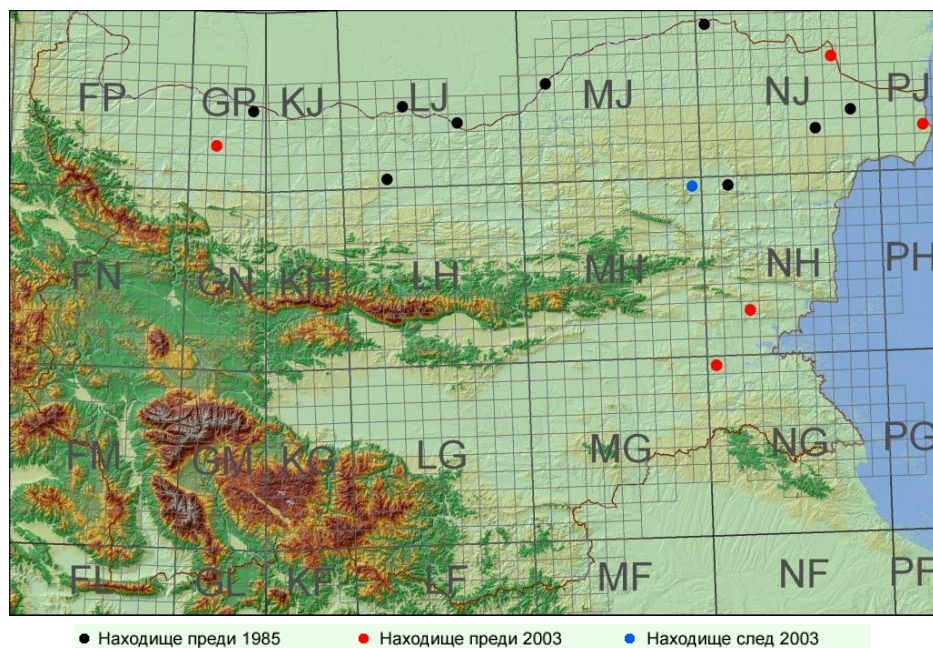 FP GP KJ LJ MJ NJ PJ
FN GN KH LH MH NH PH
FM GM KG LG MG NG PG
FL GL KF LF MF NF PF
Находище преди 1985 Находище преди 2003 Находище след 2003